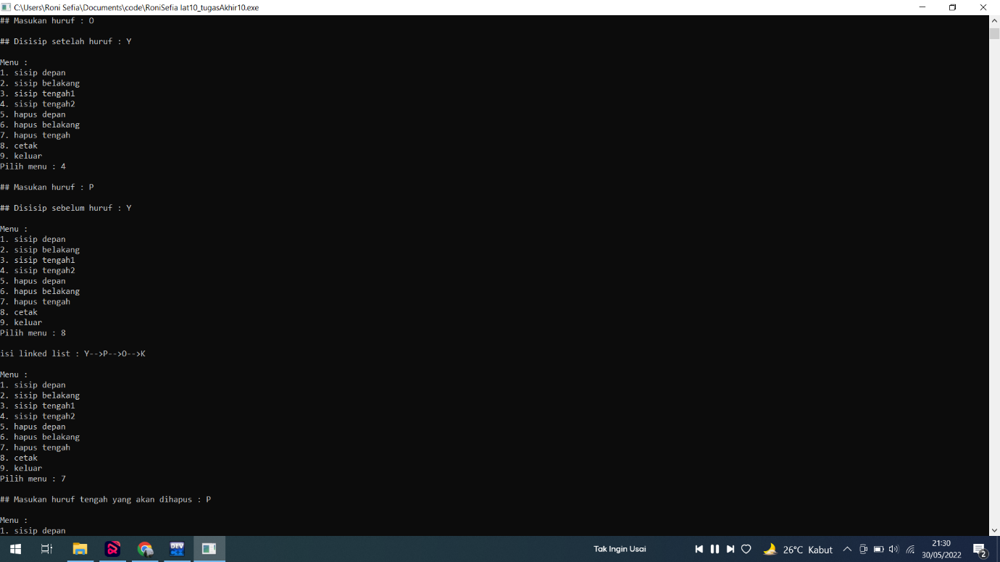 C:\Users\Roni Sefia\Documents\code\RoniSefia lat10_tugasAkhir10.exe
## Masukan huruf : O
## Disisip setelah huruf : Y
Menu :
1. sisip depan
2. sisip belakang
3. sisip tengah1
4. sisip tengah2
5. hapus depan
6. hapus belakang
7. hapus tengah
8. cetak
9. keluar
Pilih menu : 4
## Masukan huruf : P
## Disisip sebelum huruf : Y
Menu :
1. sisip depan
2. sisip belakang
3. sisip tengah1
4. sisip tengah2
5. hapus depan
6. hapus belakang
7. hapus tengah
8. cetak
9. keluar
Pilih menu : 8
isi linked list : Y-->P-->O-->K
Menu :
1. sisip depan
2. sisip belakang
3. sisip tengah1
4. sisip tengah2
5. hapus depan
6. hapus belakang
7. hapus tengah
8. cetak
9. keluar
Pilih menu : 7
## Masukan huruf tengah yang akan dihapus : P
Menu :
1. sisip depan
DEV
Tak Ingin Usai
26°C Kabut
21:30
30/05/2022
2